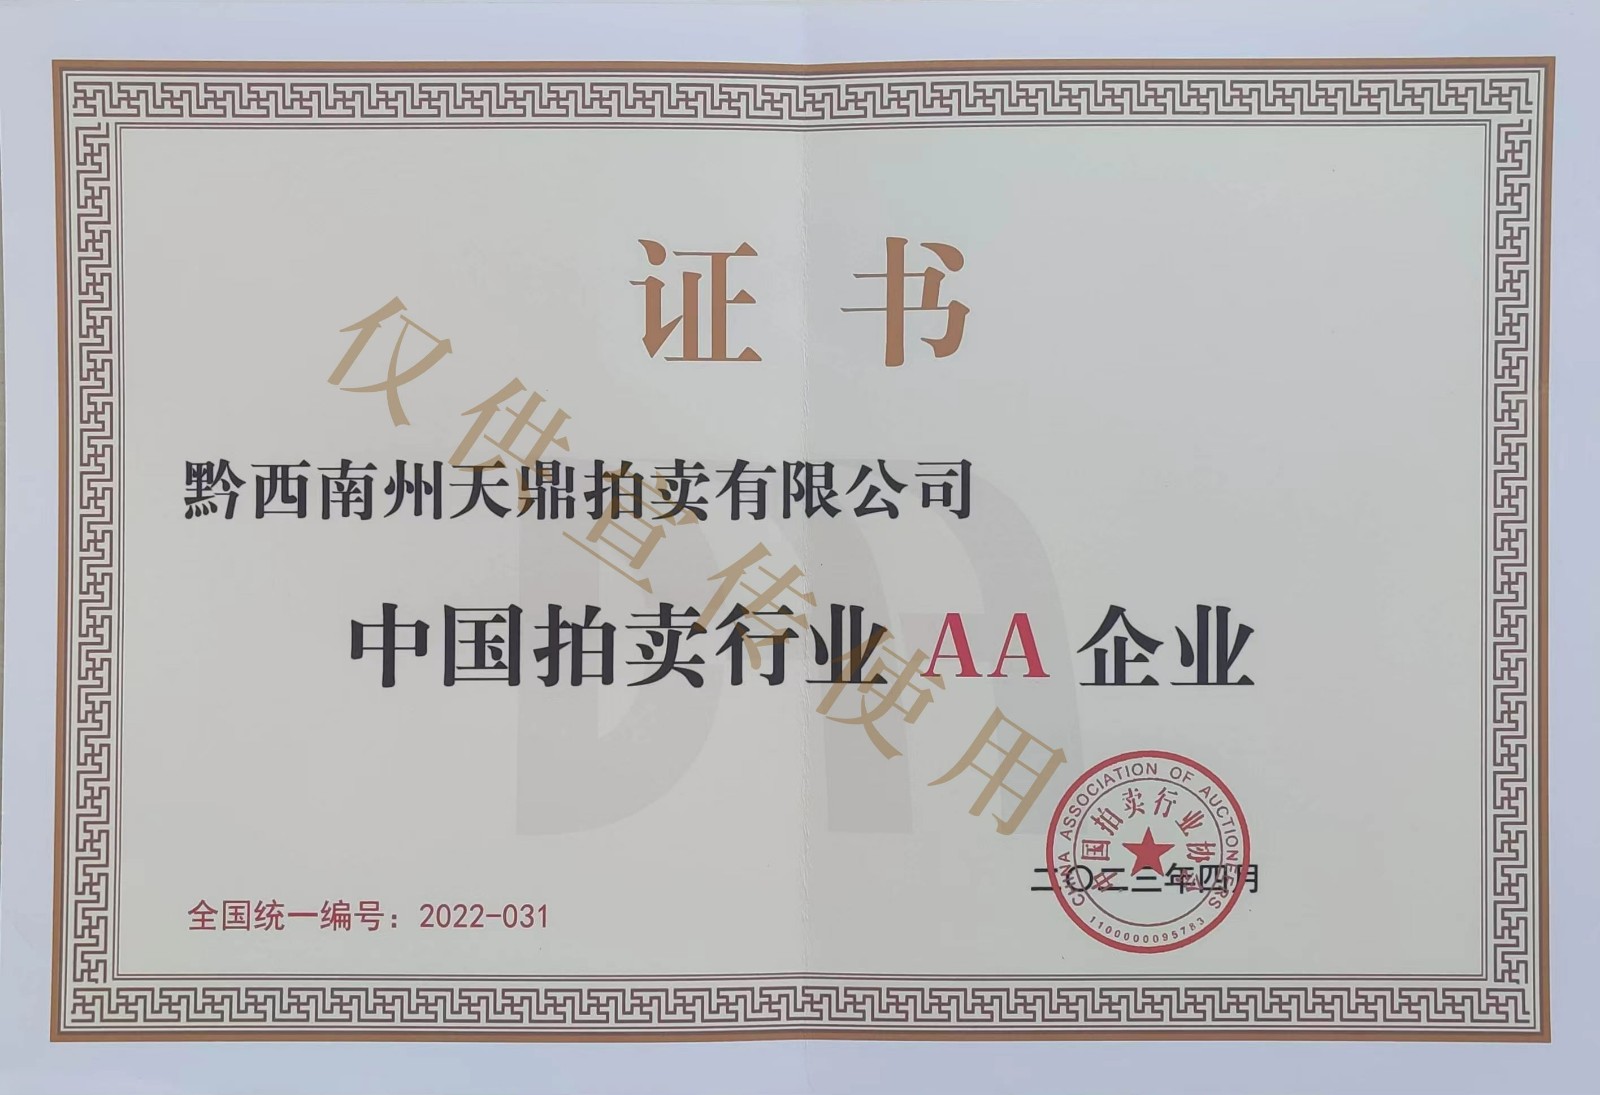 证书
黔西南州天鼎拍卖有限公司
中国拍卖行业 AA 企业
仅供宣传使用
CHINA ASSOCIATION OF AUCTIONEERS
中国拍卖行业协会
二〇二三年四月
1100000095783
全国统一编号：2022-031